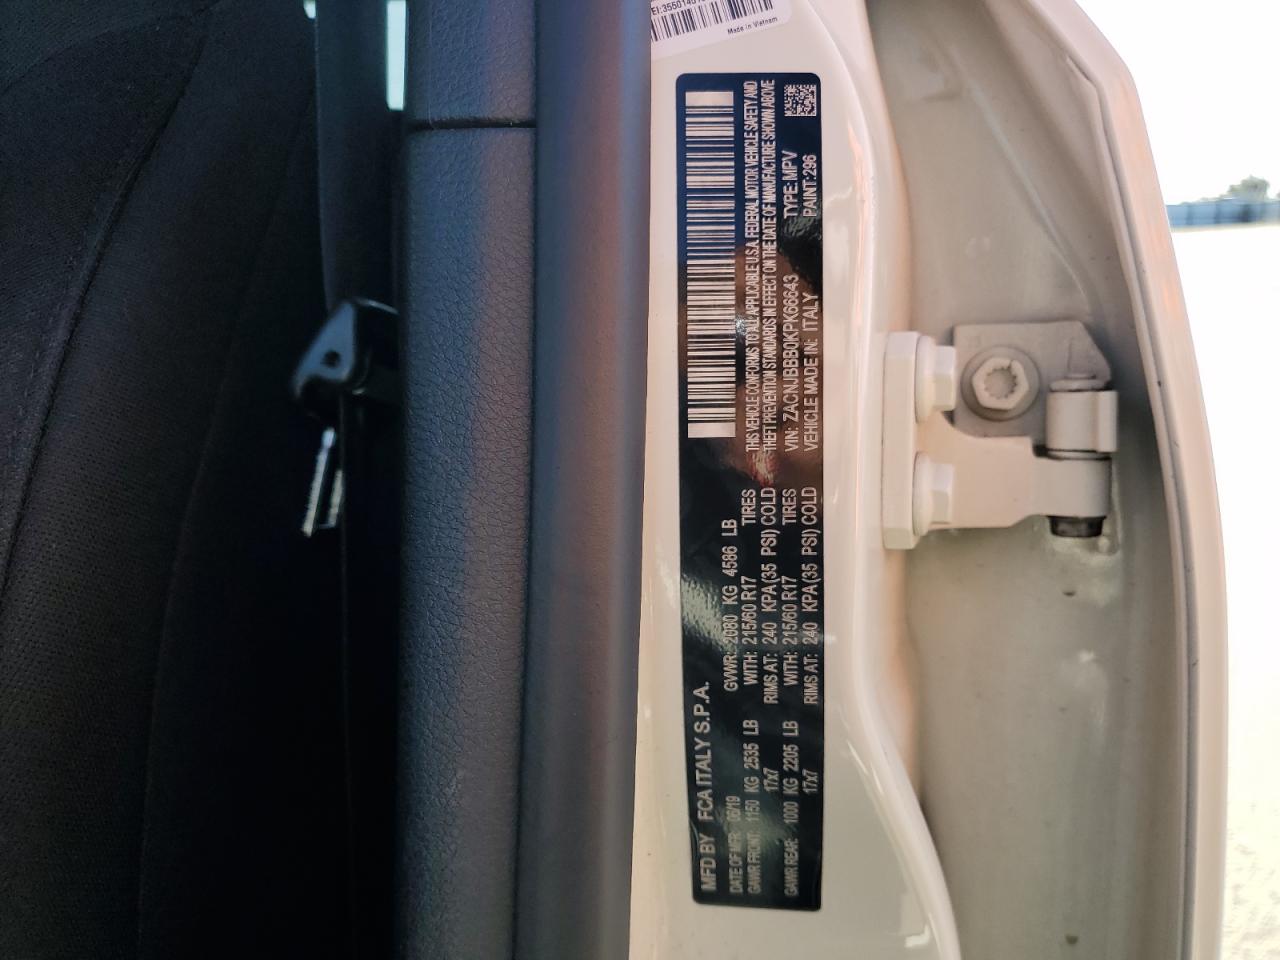 EI:3550140
Made in Vietnam
MFD BY FCA ITALY S.P.A.
DATE OF MFR: 06/19 GVWR: 2080 KG 4586 LB
GAWR FRONT: 1150 KG 2535 LB WITH: 215/60 R17 TIRES
17x7 RIMS AT: 240 KPA(35 PSI) COLD
GAWR REAR: 1000 KG 2205 LB WITH: 215/60 R17 TIRES
17x7 RIMS AT: 240 KPA(35 PSI) COLD
THIS VEHICLE CONFORMS TO ALL APPLICABLE U.S.A. FEDERAL MOTOR VEHICLE SAFETY AND
THEFT PREVENTION STANDARDS IN EFFECT ON THE DATE OF MANUFACTURE SHOWN ABOVE
VIN: ZACNJBBB0KPK66643 TYPE: MPV
VEHICLE MADE IN: ITALY PAINT: 296